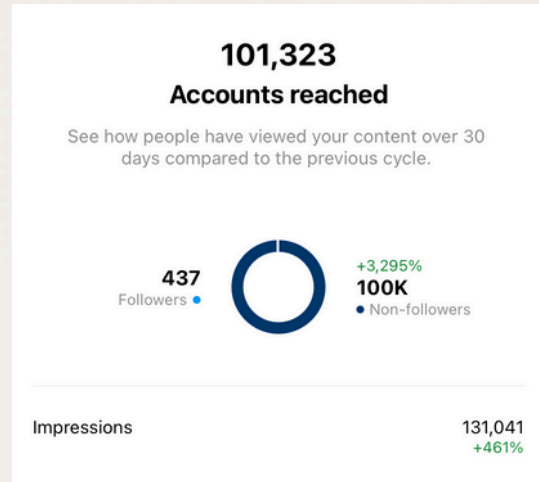 101,323
Accounts reached
See how people have viewed your content over 30
days compared to the previous cycle.
437
Followers
+3,295%
100K
Non-followers
Impressions
131,041
+461%